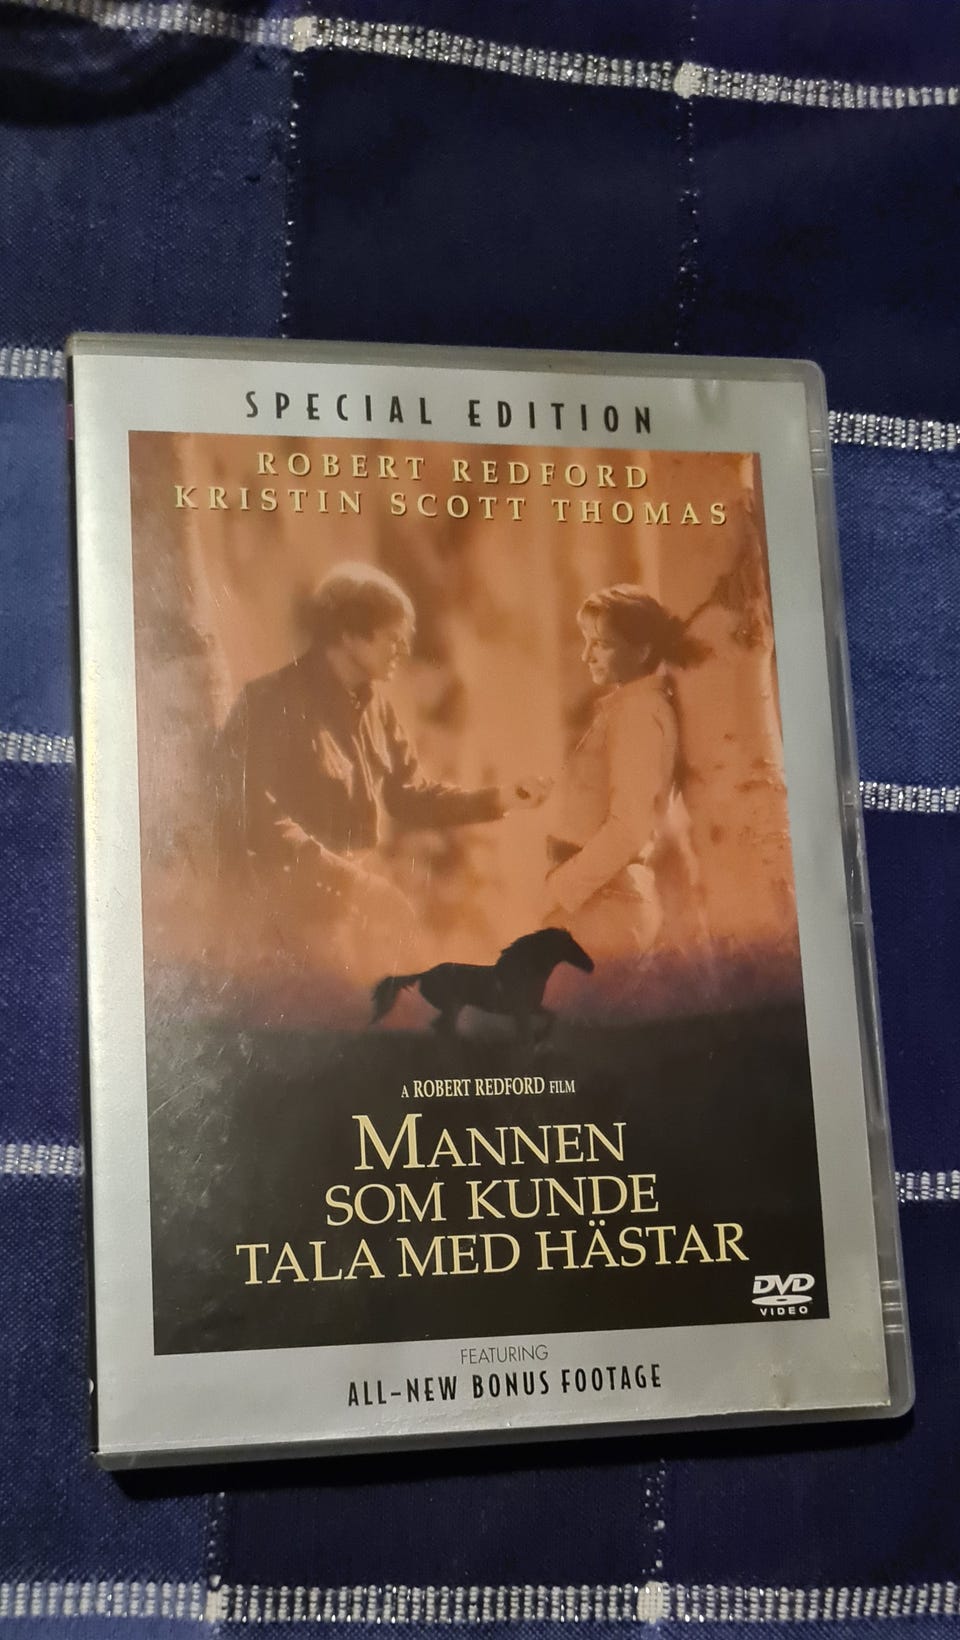 SPECIAL EDITION
ROBERT REDFORD
KRISTIN SCOTT THOMAS
A ROBERT REDFORD FILM
MANNEN
SOM KUNDE
TALA MED HÄSTAR
DVD
VIDEO
FEATURING
ALL-NEW BONUS FOOTAGE